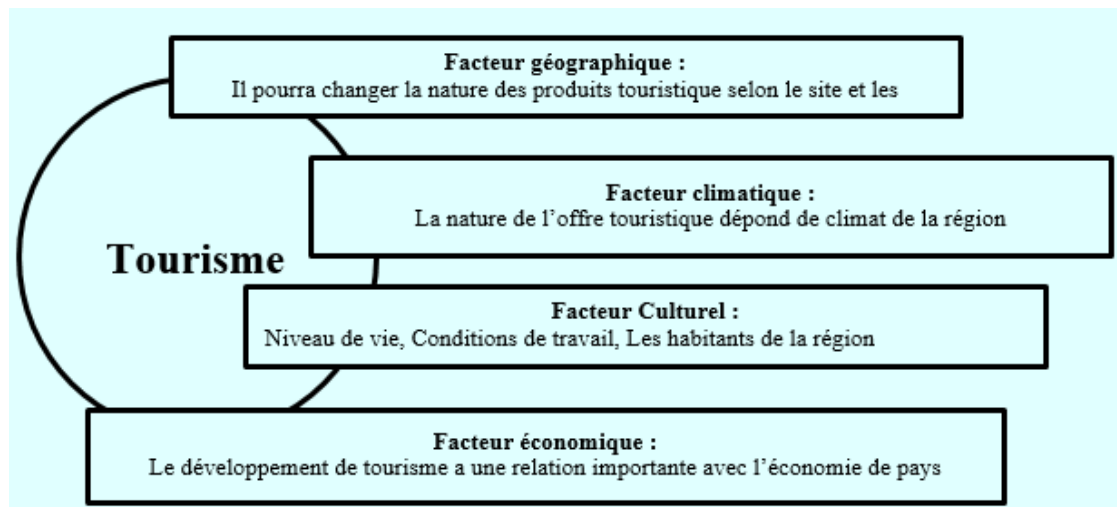 Facteur géographique :
Il pourra changer la nature des produits touristique selon le site et les
Facteur climatique :
La nature de l’offre touristique dépond de climat de la région
Tourisme
Facteur Culturel :
Niveau de vie, Conditions de travail, Les habitants de la région
Facteur économique :
Le développement de tourisme a une relation importante avec l’économie de pays